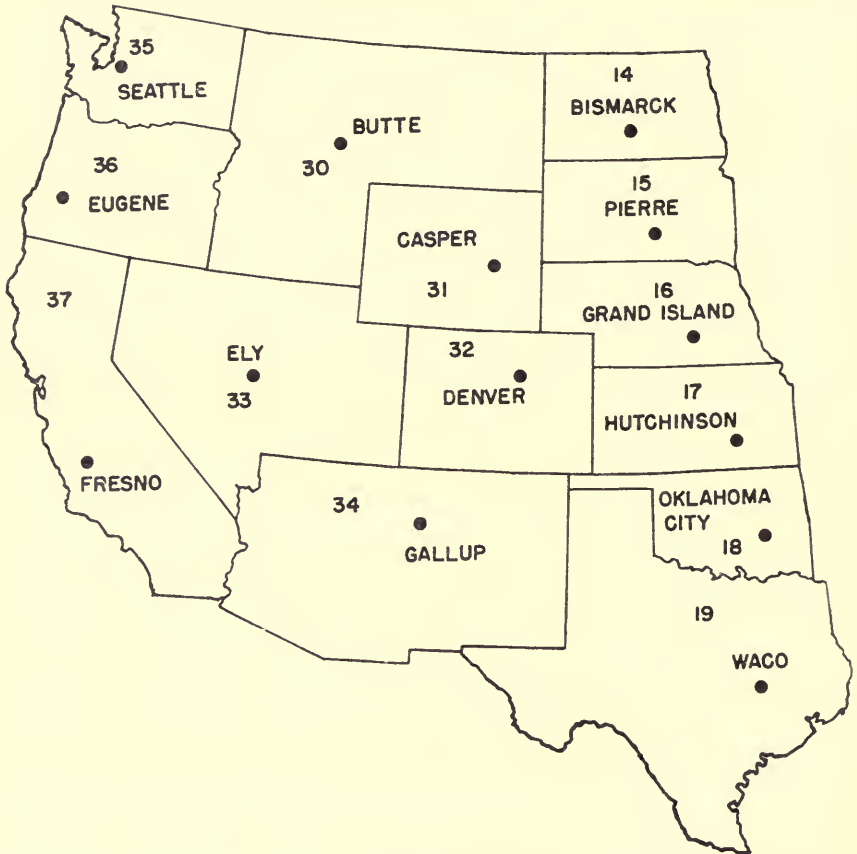 35
SEATTLE
14
BISMARCK
BUTTE
30
36
EUGENE
15
PIERRE
CASPER
31
37
16
GRAND ISLAND
ELY
33
32
DENVER
17
HUTCHINSON
FRESNO
34
GALLUP
OKLAHOMA
CITY
18
19
WACO